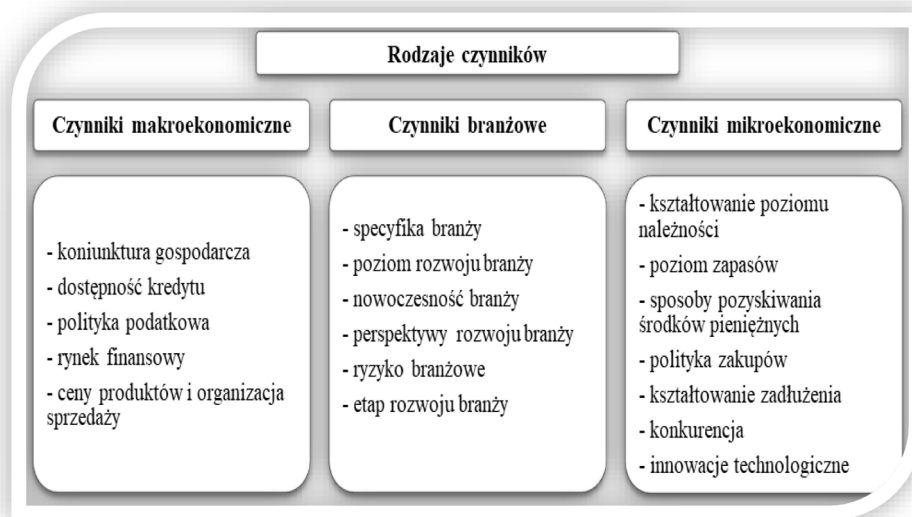 Rodzaje czynników
Czynniki makroekonomiczne
Czynniki branżowe
Czynniki mikroekonomiczne
- koniunktura gospodarcza
- dostępność kredytu
- polityka podatkowa
- rynek finansowy
- ceny produktów i organizacja
sprzedaży
- specyfika branży
- poziom rozwoju branży
- nowoczesność branży
- perspektywy rozwoju branży
- ryzyko branżowe
- etap rozwoju branży
- kształtowanie poziomu
należności
- poziom zapasów
- sposoby pozyskiwania
środków pieniężnych
- polityka zakupów
- kształtowanie zadłużenia
- konkurencja
- innowacje technologiczne